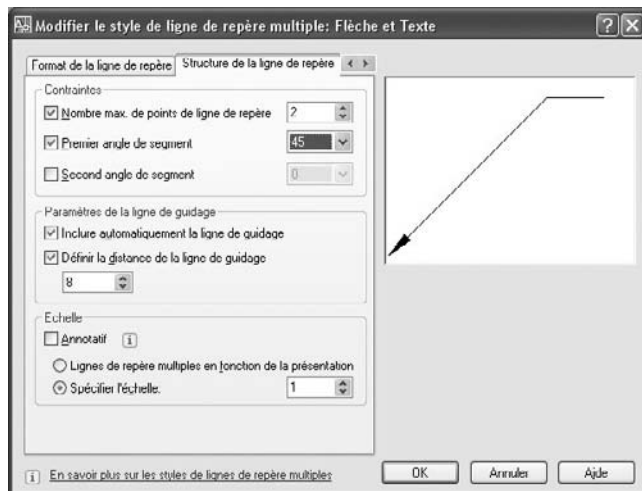 Modifier le style de ligne de repère multiple: Flèche et Texte
Format de la ligne de repère
Structure de la ligne de repère
Contraintes
Nombre max. de points de ligne de repère
2
Premier angle de segment
45
Second angle de segment
0
Paramètres de la ligne de guidage
Inclure automatiquement la ligne de guidage
Définir la distance de la ligne de guidage
8
Echelle
Annotatif
Lignes de repère multiples en fonction de la présentation
Spécifier l'échelle:
1
En savoir plus sur les styles de lignes de repère multiples
OK
Annuler
Aide